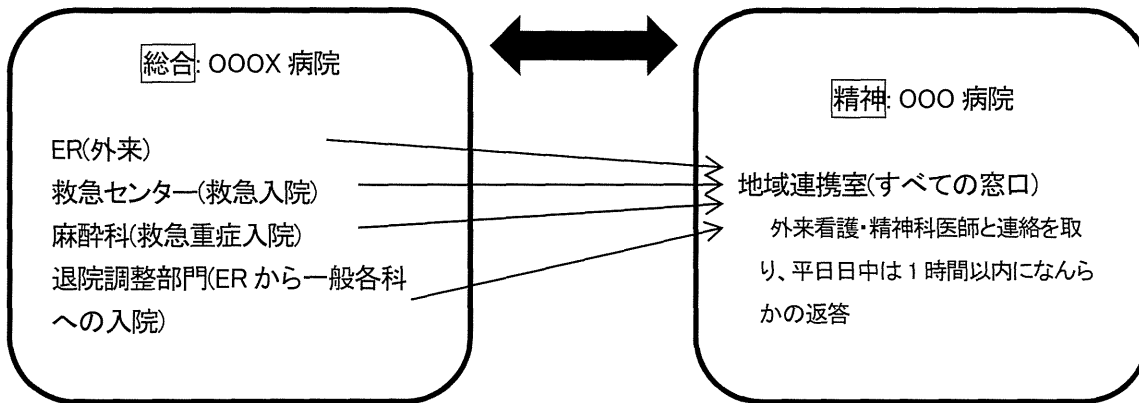 総合: OOOX 病院
ER(外来)
救急センター(救急入院)
麻酔科(救急重症入院)
退院調整部門(ER から一般各科
への入院)
精神: OOO 病院
地域連携室(すべての窓口)
外来看護・精神科医師と連絡を取
り、平日日中は 1 時間以内になんら
かの返答